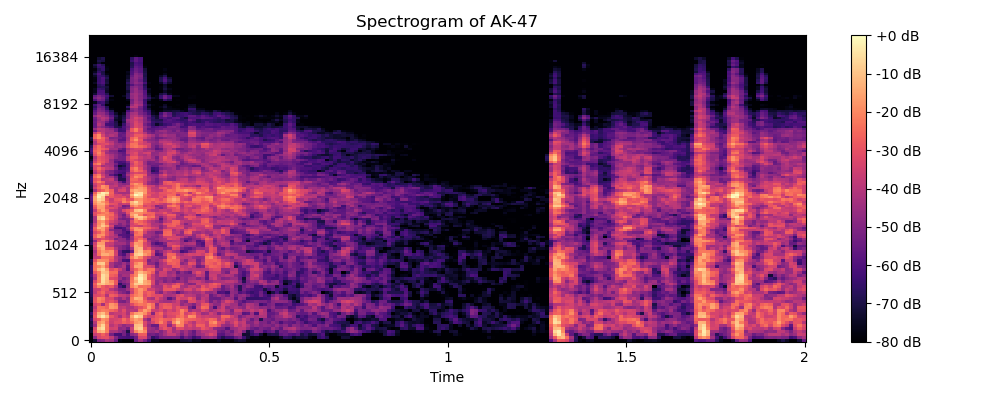 Spectrogram of AK-47
Hz
16384
8192
4096
2048
1024
512
0
0
0.5
1
1.5
2
Time
+0 dB
-10 dB
-20 dB
-30 dB
-40 dB
-50 dB
-60 dB
-70 dB
-80 dB